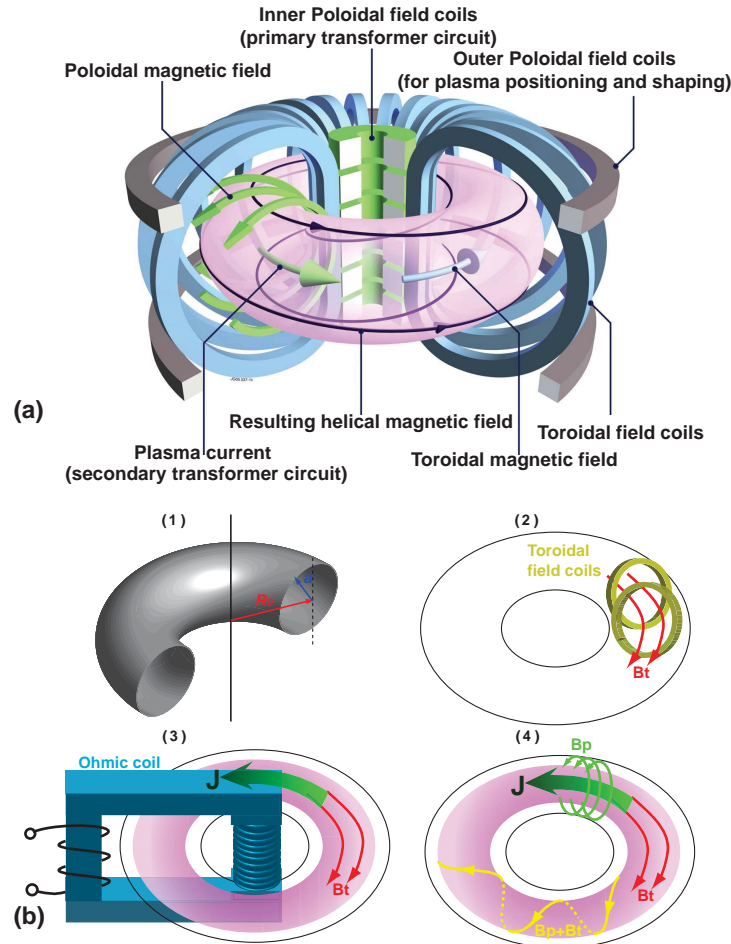 Inner Poloidal field coils
(primary transformer circuit)
Poloidal magnetic field
Outer Poloidal field coils
(for plasma positioning and shaping)
(a)
Resulting helical magnetic field
Toroidal field coils
Plasma current
(secondary transformer circuit)
Toroidal magnetic field
(1)
a
(2)
Toroidal
field coils
Bt
(3)
Ohmic coil
J
Bt
(4)
Bp
J
Bt
Bp+Bt
(b)